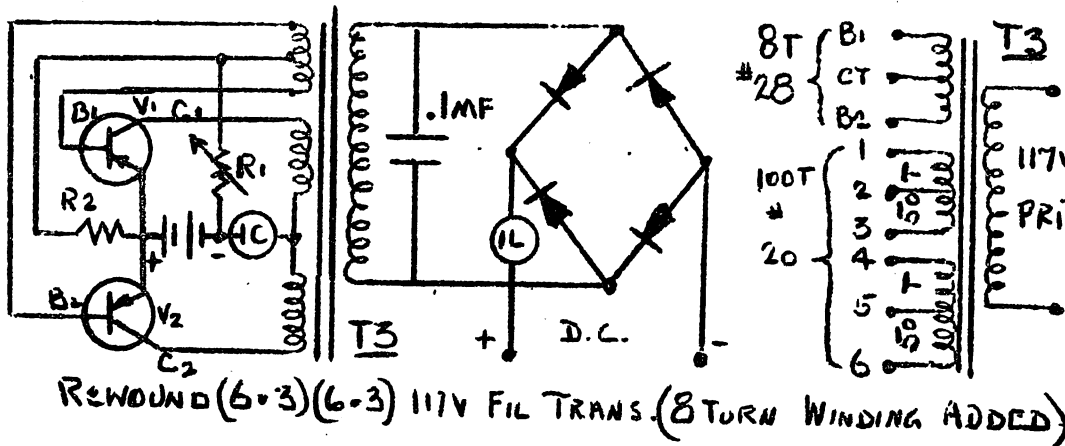 B1
V1
C1
R1
R2
+
-
IC
B2
V2
C2
T3
.1MF
IL
+
D.C.
-
8T
#28
B1
CT
B2
T3
100T
#
20
1
2
3
4
5
6
50T
50T
117V
PRI
REWOUND (6.3)(6.3) 117V FIL TRANS. (8 TURN WINDING ADDED)